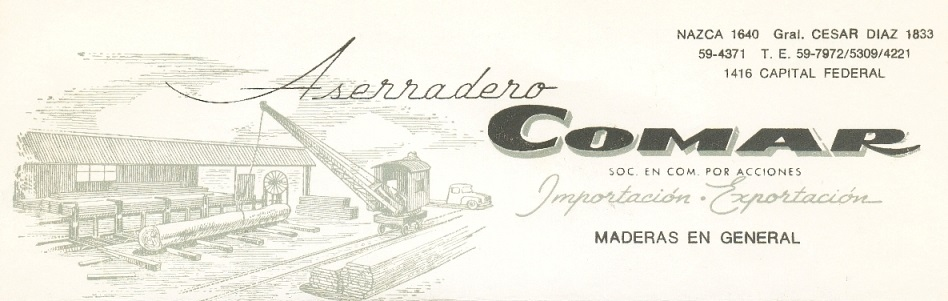 NAZCA 1640 Gral. CESAR DIAZ 1833
59-4371 T. E. 59-7972/5309/4221
1416 CAPITAL FEDERAL
Aserradero
COMAR
SOC. EN COM. POR ACCIONES
Importación · Exportación
MADERAS EN GENERAL